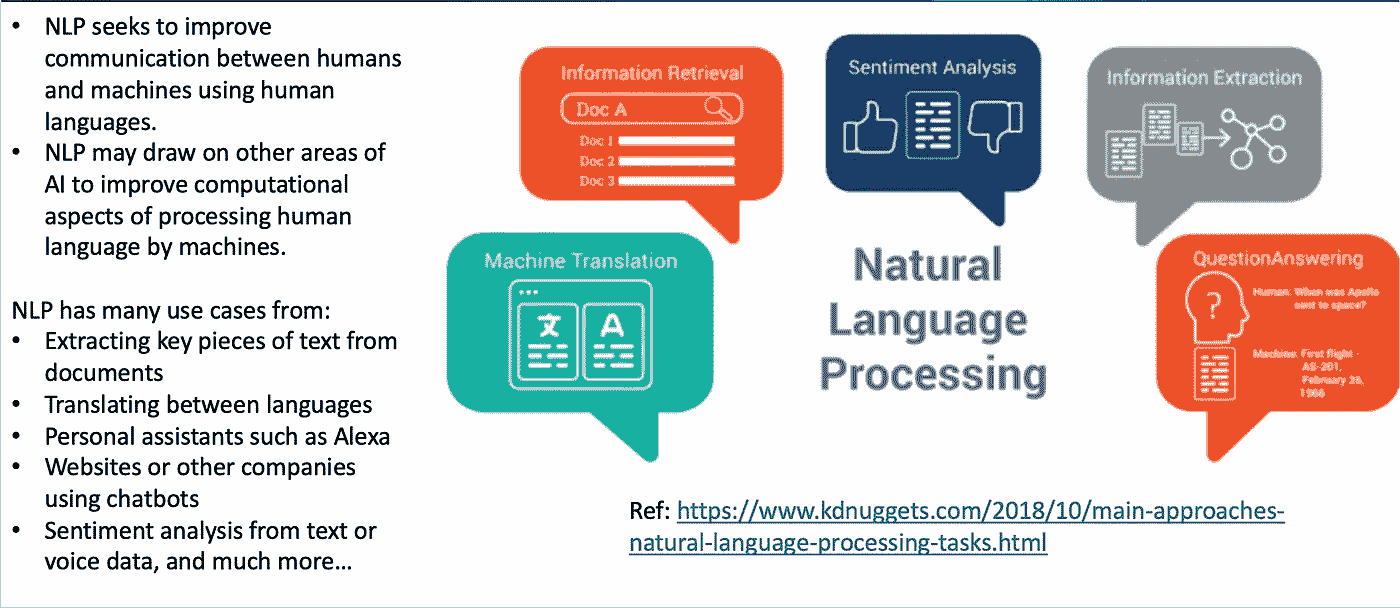 • NLP seeks to improve
communication between humans
and machines using human
languages.
• NLP may draw on other areas of
AI to improve computational
aspects of processing human
language by machines.
NLP has many use cases from:
• Extracting key pieces of text from
documents
• Translating between languages
• Personal assistants such as Alexa
• Websites or other companies
using chatbots
• Sentiment analysis from text or
voice data, and much more…
Information Retrieval
Doc A
Doc 1
Doc 2
Doc 3
Sentiment Analysis
Information Extraction
Machine Translation
文 A
Natural
Language
Processing
QuestionAnswering
?
Human: When was Apollo
sent to space?
Machine: First flight -
AS-201,
February 26,
1966
Ref: https://www.kdnuggets.com/2018/10/main-approaches-
natural-language-processing-tasks.html